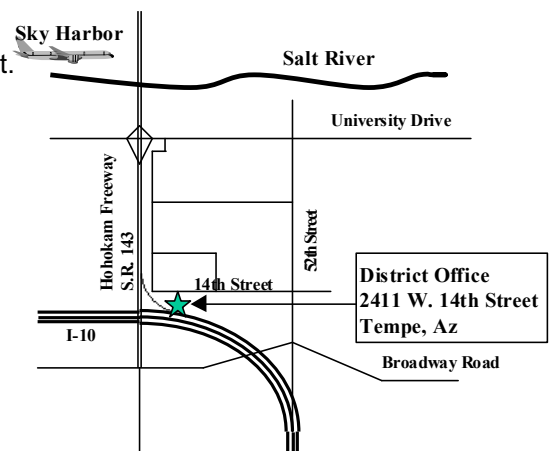 Sky Harbor
t.
Salt River
University Drive
Hohokam Freeway
S.R. 143
52th Street
14th Street
District Office
2411 W. 14th Street
Tempe, Az
I-10
Broadway Road